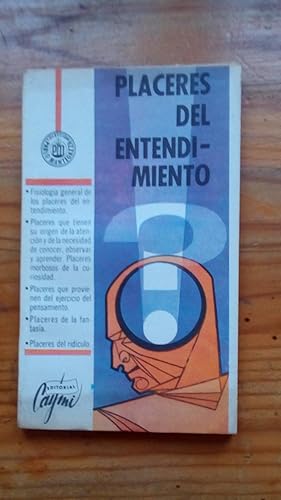 PLACERES
DEL
ENTENDI-
MIENTO
?
• Fisiología general de
los placeres del en
tendimiento.
• Placeres que tienen
su origen de la aten-
ción y de la necesidad
de conocer, observar
y aprender. Placeres
morbosos de la cu-
riosidad.
• Placeres que provie
nen del ejercicio del
pensamiento.
• Placeres de la fan-
tasía.
• Placeres del ridículo.
EDITORIAL
Caymi